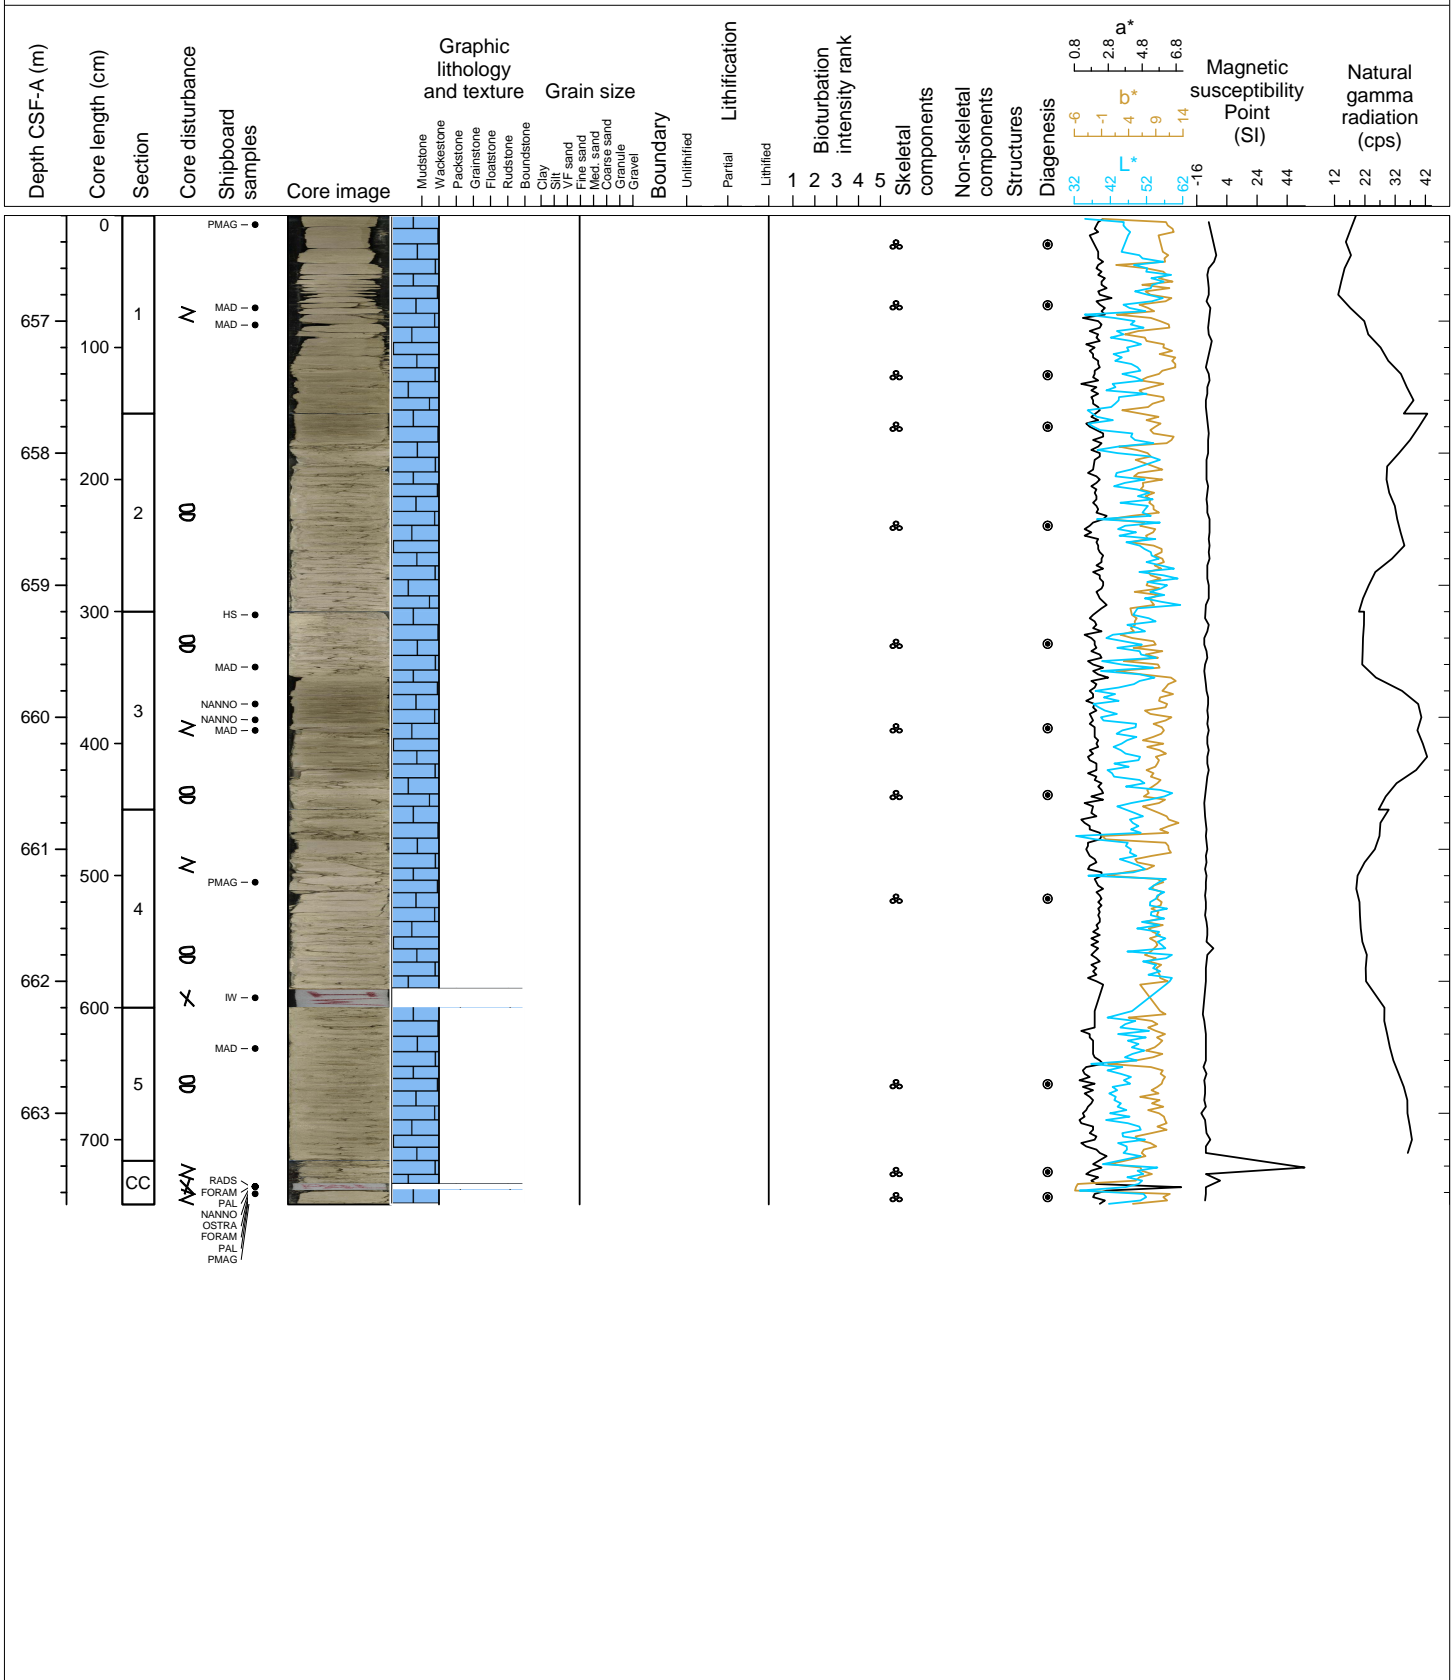 Depth CSF-A (m)
Core length (cm)
Section
Core disturbance
Shipboard
samples
Core image
Graphic
lithology
and texture
Mudstone
Wackestone
Packstone
Grainstone
Floatstone
Rudstone
Boundstone
Grain size
Clay
Silt
VF sand
Fine sand
Med. sand
Coarse sand
Granule
Gravel
Boundary
Lithification
Unlithified
Partial
Lithified
Bioturbation
intensity rank
1 2 3 4 5
Skeletal
components
Non-skeletal
components
Structures
Diagenesis
a*
0.8 2.8 4.8 6.8
b*
-6 -1 4 9 14
L*
32 42 52 62
Magnetic
susceptibility
Point
(SI)
-16 4 24 44
Natural
gamma
radiation
(cps)
12 22 32 42
0
PMAG
MAD
1
657
MAD
100
658
200
2
659
300
HS
MAD
NANNO
3
660
NANNO
MAD
400
661
500
PMAG
4
662
IW
600
MAD
5
663
700
CC
RADS
FORAM
PAL
NANNO
OSTRA
FORAM
PAL
PMAG